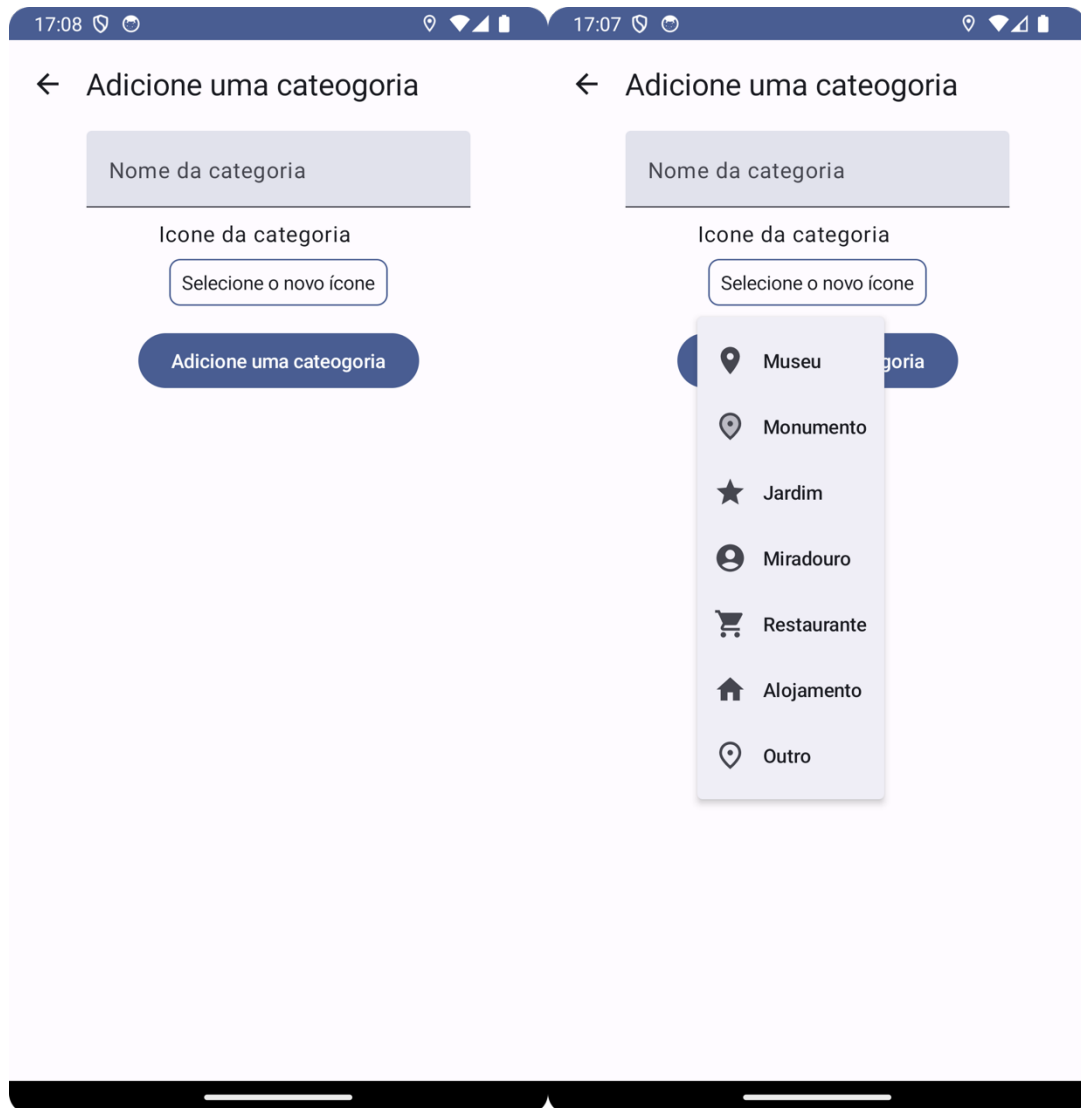 17:08
Adicione uma cateogoria
Nome da categoria
Icone da categoria
Selecione o novo ícone
Adicione uma cateogoria
17:07
Adicione uma cateogoria
Nome da categoria
Icone da categoria
Selecione o novo ícone
goria
Museu
Monumento
Jardim
Miradouro
Restaurante
Alojamento
Outro